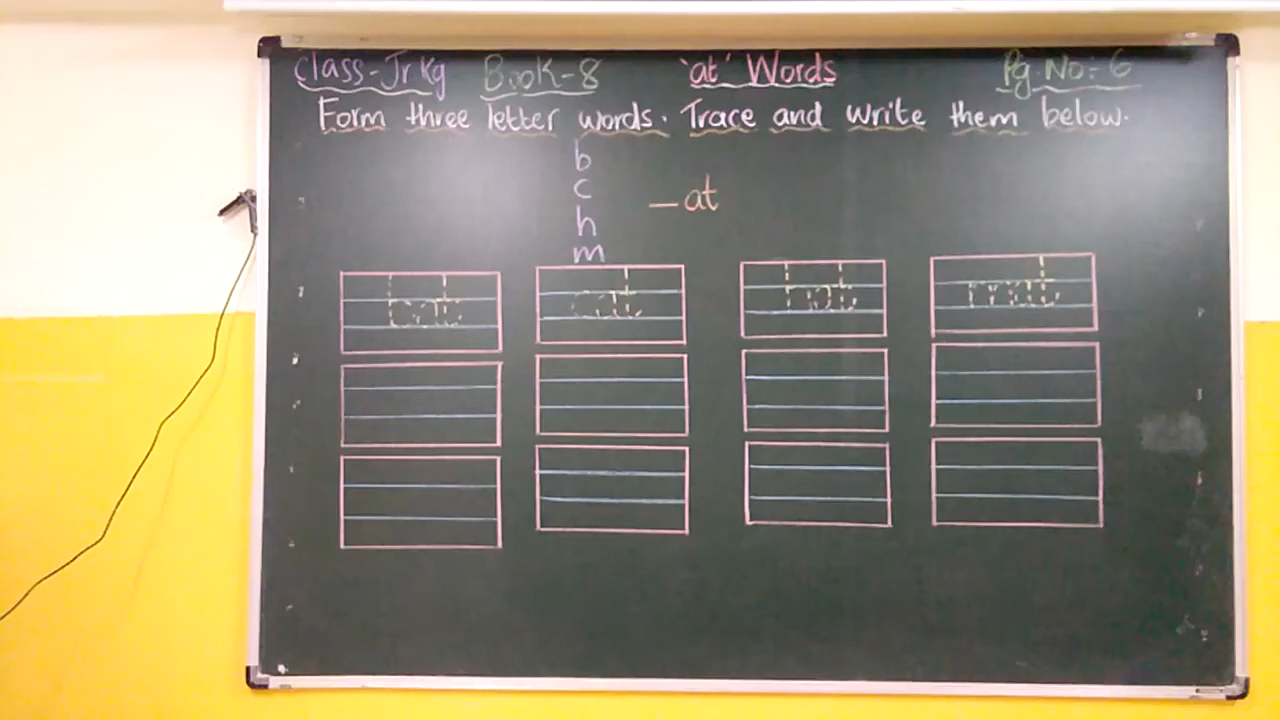 Class-Jr Kg Book-8 'at' Words Pg.No:- 6
Form three letter words. Trace and write them below.
b
c
h
m
_at
bat cat hat mat